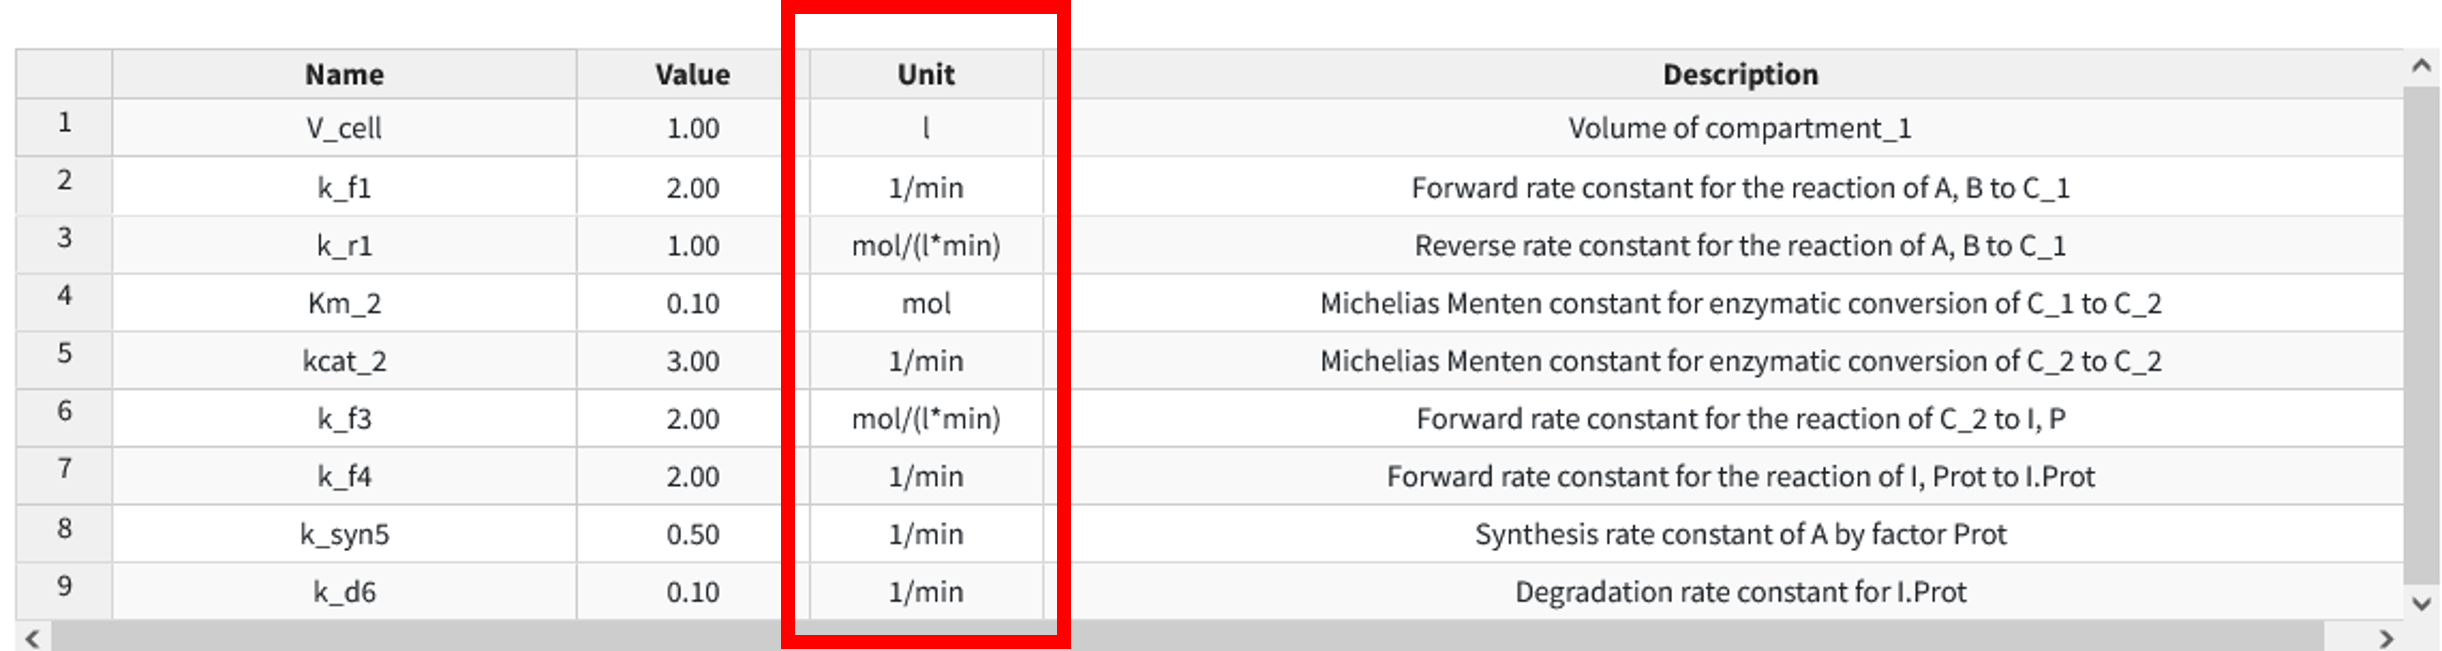 Name Value Unit Description
1 V_cell 1.00 l Volume of compartment_1
2 k_f1 2.00 1/min Forward rate constant for the reaction of A, B to C_1
3 k_r1 1.00 mol/(l*min) Reverse rate constant for the reaction of A, B to C_1
4 Km_2 0.10 mol Michelias Menten constant for enzymatic conversion of C_1 to C_2
5 kcat_2 3.00 1/min Michelias Menten constant for enzymatic conversion of C_2 to C_2
6 k_f3 2.00 mol/(l*min) Forward rate constant for the reaction of C_2 to I, P
7 k_f4 2.00 1/min Forward rate constant for the reaction of I, Prot to I.Prot
8 k_syn5 0.50 1/min Synthesis rate constant of A by factor Prot
9 k_d6 0.10 1/min Degradation rate constant for I.Prot